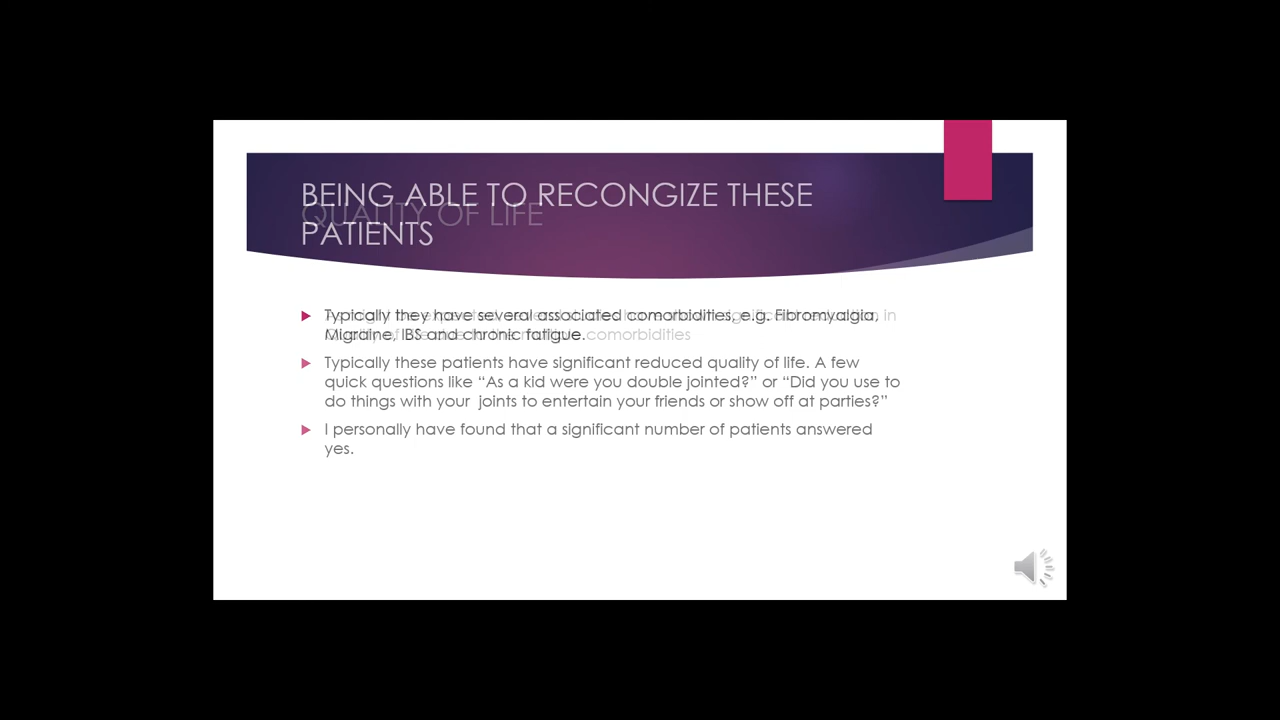 BEING ABLE TO RECONGIZE THESE
QUALITY OF LIFE
PATIENTS
Typically they have several associated comorbidities, e.g. Fibromyalgia,
in
Migraine, IBS and chronic fatigue.
comorbidities
Typically these patients have significant reduced quality of life. A few
quick questions like “As a kid were you double jointed?” or “Did you use to
do things with your joints to entertain your friends or show off at parties?”
I personally have found that a significant number of patients answered
yes.